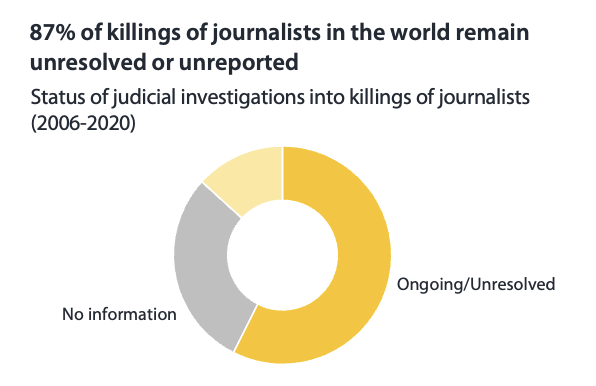 87% of killings of journalists in the world remain
unresolved or unreported
Status of judicial investigations into killings of journalists
(2006-2020)
Ongoing/Unresolved
No information